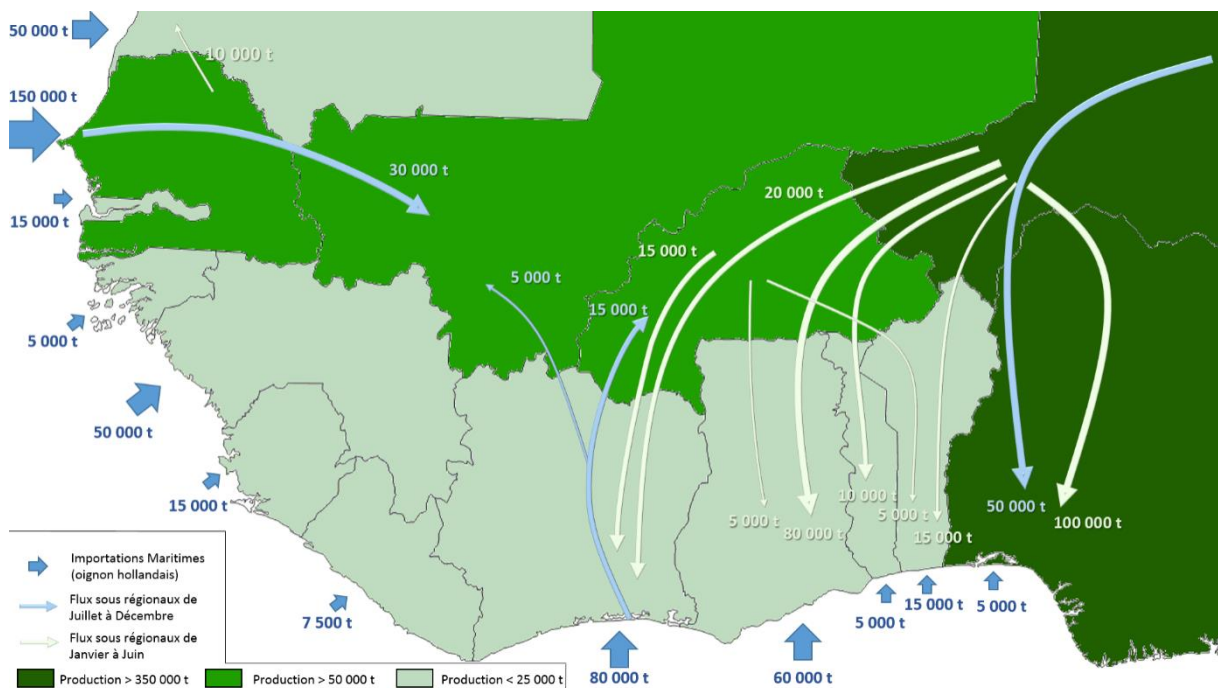 50 000 t
10 000 t
150 000 t
30 000 t
20 000 t
15 000 t
15 000 t
5 000 t
15 000 t
5 000 t
50 000 t
15 000 t
10 000 t
5 000 t
5 000 t
80 000 t
15 000 t
50 000 t
100 000 t
7 500 t
5 000 t
15 000 t
5 000 t
80 000 t
60 000 t
Importations Maritimes
(oignon hollandais)
Flux sous régionaux de
Juillet à Décembre
Flux sous régionaux de
Janvier à Juin
Production > 350 000 t
Production > 50 000 t
Production < 25 000 t